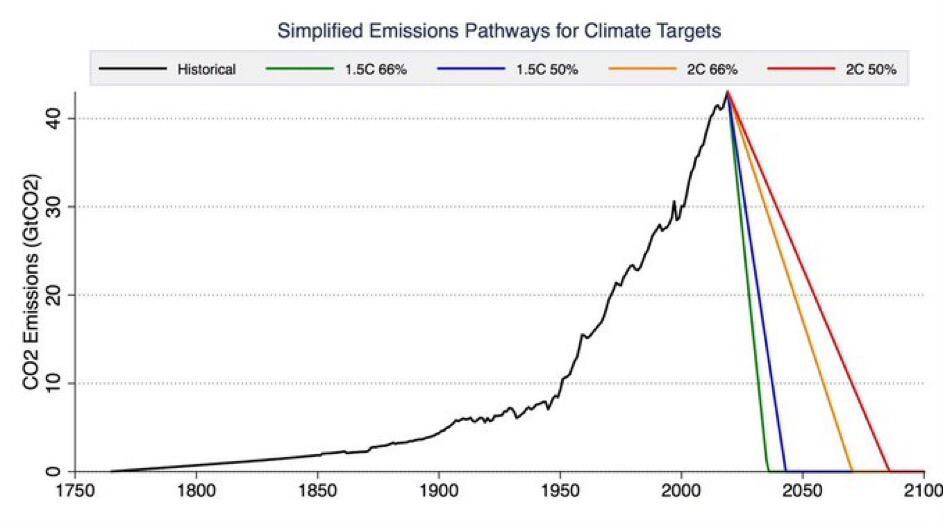 Simplified Emissions Pathways for Climate Targets
Historical 1.5C 66% 1.5C 50% 2C 66% 2C 50%
CO2 Emissions (GtCO2)
40
30
20
10
0
1750 1800 1850 1900 1950 2000 2050 2100